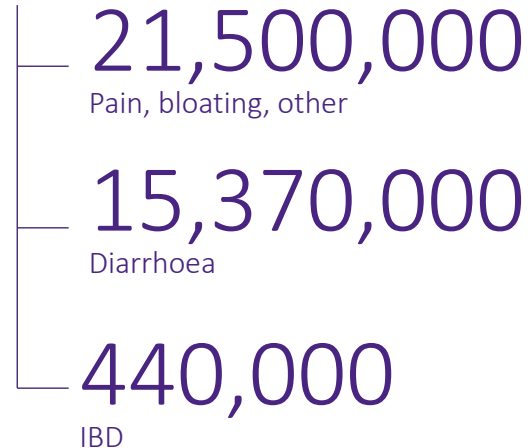 21,500,000
Pain, bloating, other
15,370,000
Diarrhoea
440,000
IBD